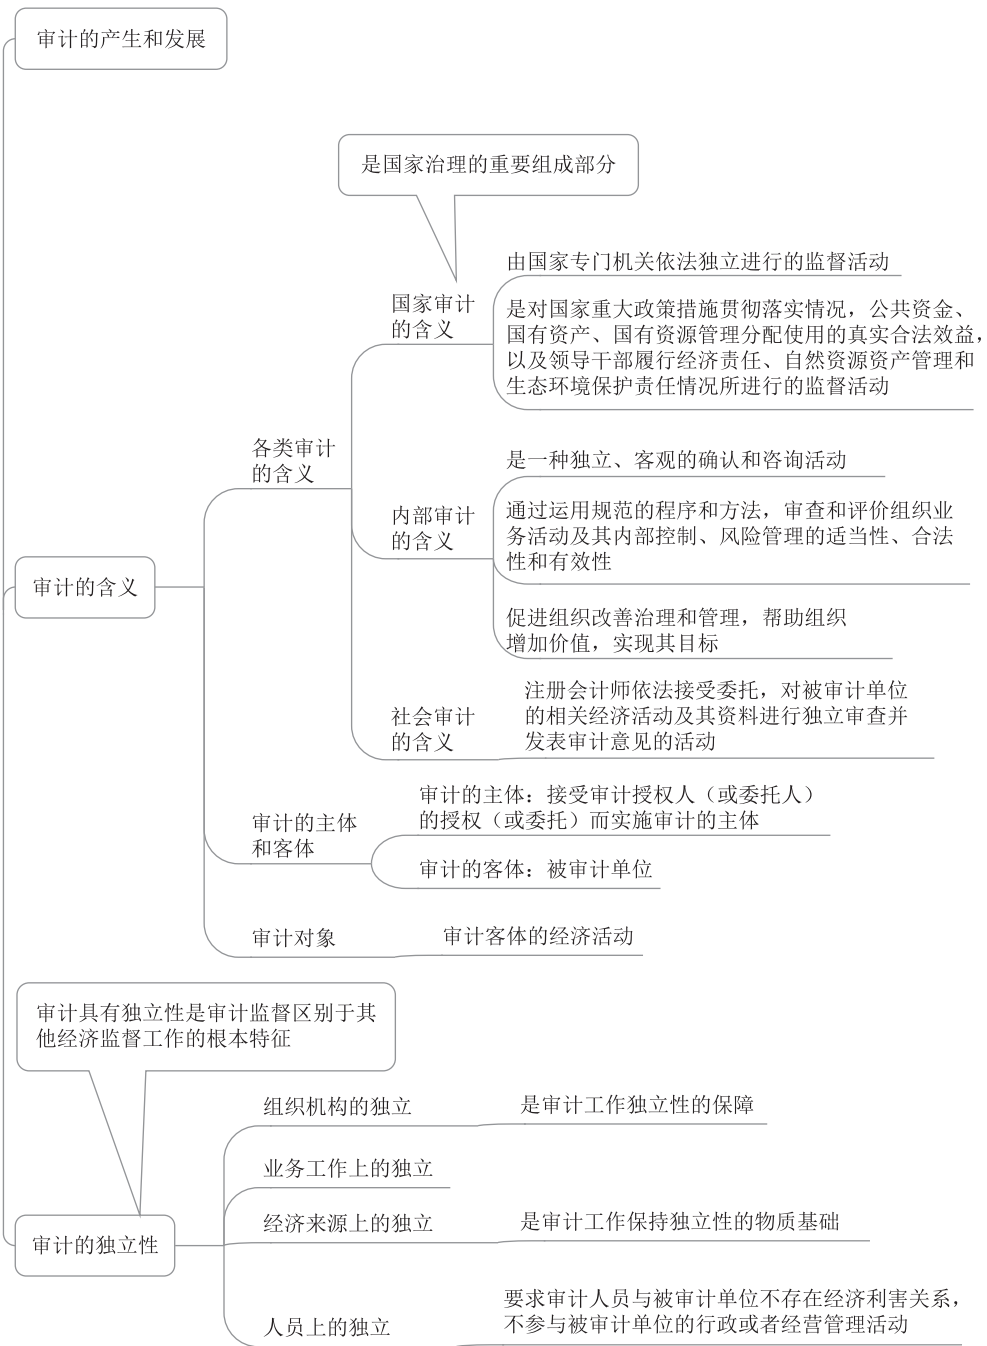 审计的产生和发展
是国家治理的重要组成部分
国家审计
的含义
由国家专门机关依法独立进行的监督活动
是对国家重大政策措施贯彻落实情况，公共资金、
国有资产、国有资源管理分配使用的真实合法效益，
以及领导干部履行经济责任、自然资源资产管理和
生态环境保护责任情况所进行的监督活动
各类审计
的含义
内部审计
的含义
是一种独立、客观的确认和咨询活动
通过运用规范的程序和方法，审查和评价组织业
务活动及其内部控制、风险管理的适当性、合法
性和有效性
促进组织改善治理和管理，帮助组织
增加价值，实现其目标
审计的含义
社会审计
的含义
注册会计师依法接受委托，对被审计单位
的相关经济活动及其资料进行独立审查并
发表审计意见的活动
审计的主体
和客体
审计的主体：接受审计授权人（或委托人）
的授权（或委托）而实施审计的主体
审计的客体：被审计单位
审计对象
审计客体的经济活动
审计具有独立性是审计监督区别于其
他经济监督工作的根本特征
组织机构的独立
是审计工作独立性的保障
业务工作上的独立
经济来源上的独立
是审计工作保持独立性的物质基础
审计的独立性
人员上的独立
要求审计人员与被审计单位不存在经济利害关系，
不参与被审计单位的行政或者经营管理活动